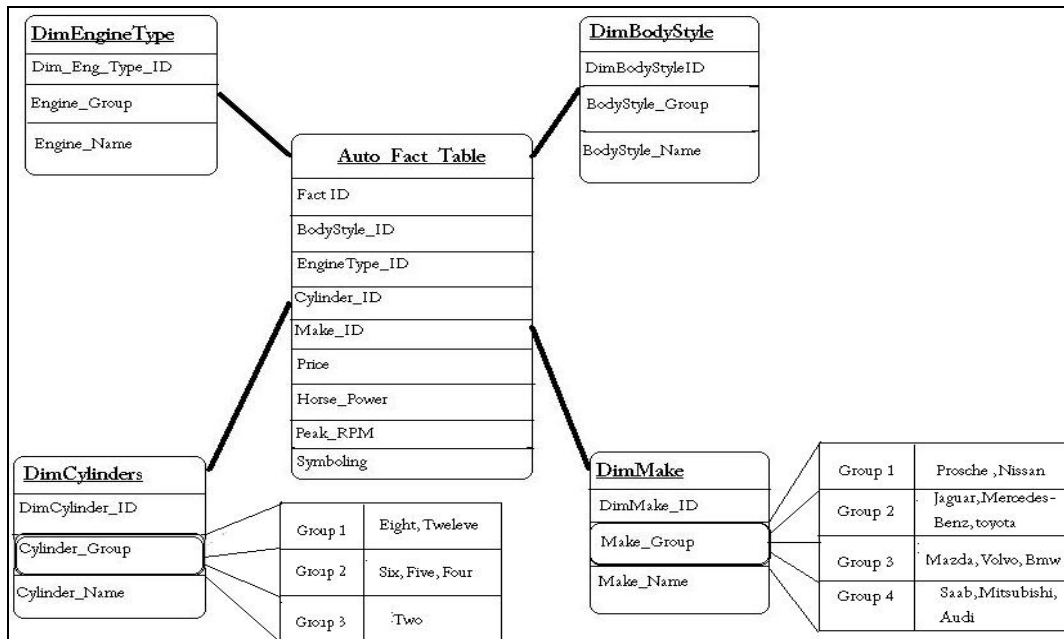 DimEngineType
Dim_Eng_Type_ID
Engine_Group
Engine_Name
DimBodyStyle
DimBodyStyleID
BodyStyle_Group
BodyStyle_Name
Auto_Fact_Table
Fact ID
BodyStyle_ID
EngineType_ID
Cylinder_ID
Make_ID
Price
Horse_Power
Peak_RPM
Symboling
DimCylinders
DimCylinder_ID
Cylinder_Group
Cylinder_Name
Group 1
Eight, Tweleve
Group 2
Six, Five, Four
Group 3
Two
DimMake
DimMake_ID
Make_Group
Make_Name
Group 1
Prosche ,Nissan
Group 2
Jaguar,Mercedes-
Benz,toyota
Group 3
Mazda,Volvo,Bmw
Group 4
Saab,Mitsubishi,
Audi